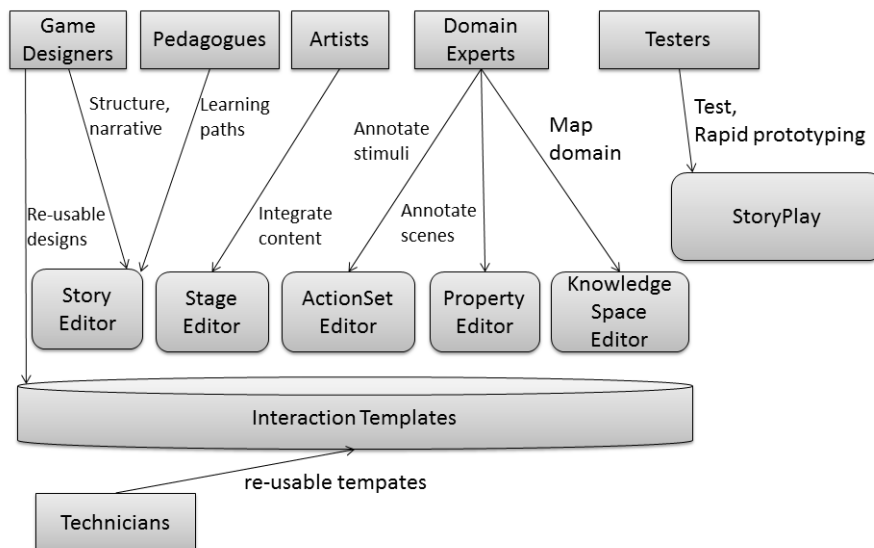 Game
Designers
Pedagogues
Artists
Domain
Experts
Testers
Structure,
narrative
Learning
paths
Annotate
stimuli
Map
domain
Test,
Rapid prototyping
Re-usable
designs
Integrate
content
Annotate
scenes
StoryPlay
Story
Editor
Stage
Editor
ActionSet
Editor
Property
Editor
Knowledge
Space
Editor
Interaction Templates
re-usable tempates
Technicians